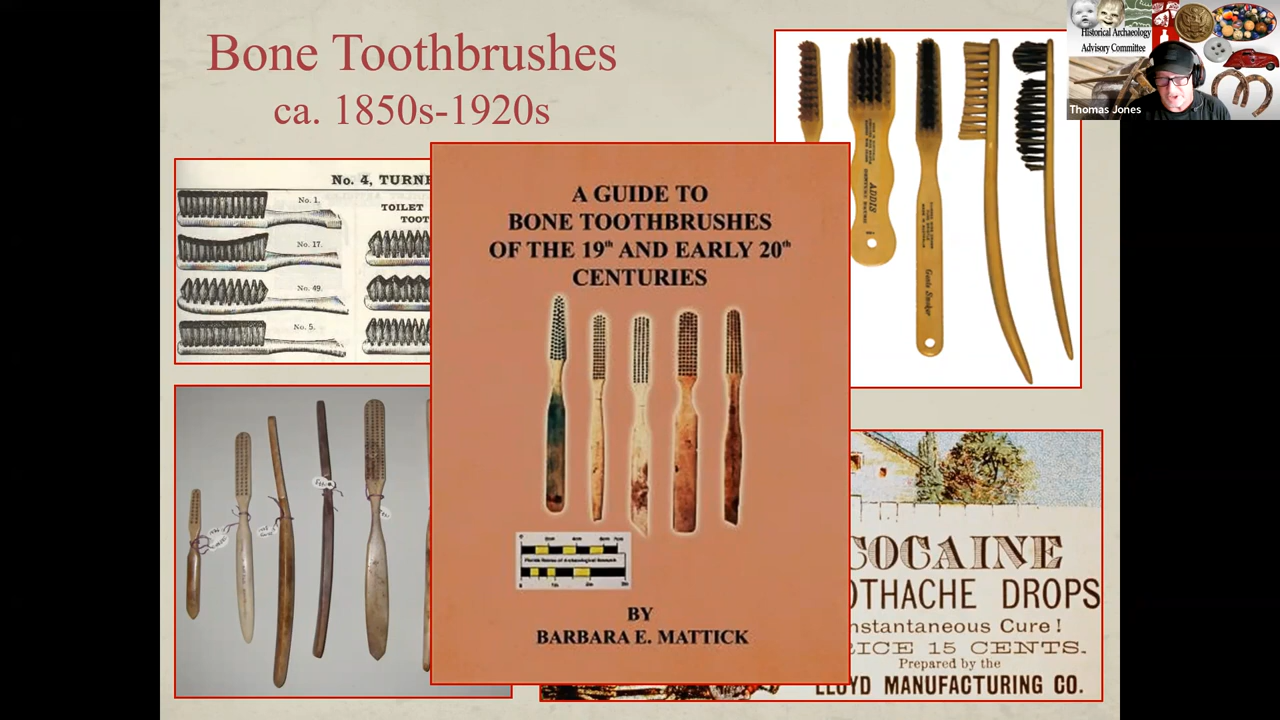 Bone Toothbrushes
ca. 1850s-1920s
Historical Archaeology
Advisory Committee
Thomas Jones
No. 4, TURNE
No. 1.
TOILET
TOOT
No. 17.
No. 49.
No. 5.
A GUIDE TO
BONE TOOTHBRUSHES
OF THE 19th AND EARLY 20th
CENTURIES
BY
BARBARA E. MATTICK
ADDIS
COCAINE
OTHACHE DROPS
nstantaneous Cure!
RICE 15 CENTS.
Prepared by the
LLOYD MANUFACTURING CO.